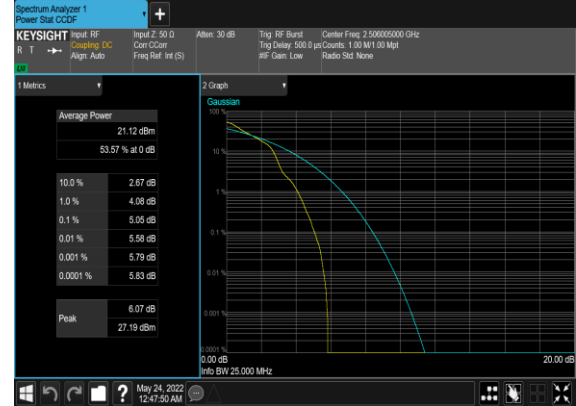 Spectrum Analyzer 1
Power Stat CCDF
KEYSIGHT
R T
LXI
Input: RF
Coupling: DC
Align: Auto
Input Z: 50 Ω
Corr CCorr
Freq Ref: Int (S)
Atten: 30 dB
Trig: RF Burst
Trig Delay: 500.0 µs
#IF Gain: Low
Center Freq: 2.506005000 GHz
Counts: 1.00 M/1.00 Mpt
Radio Std: None
1 Metrics
Average Power
21.12 dBm
53.57 % at 0 dB
10.0 % 2.67 dB
1.0 % 4.08 dB
0.1 % 5.05 dB
0.01 % 5.58 dB
0.001 % 5.79 dB
0.0001 % 5.83 dB
Peak
6.07 dB
27.19 dBm
2 Graph
Gaussian
100 %
10 %
1 %
0.1 %
0.01 %
0.001 %
0.0001 %
0.00 dB
20.00 dB
Info BW 25.000 MHz
?
May 24, 2022
12:47:50 AM